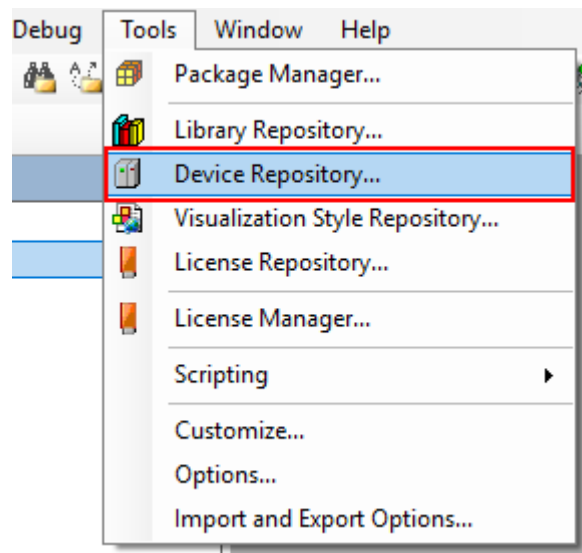 Debug Tools Window Help
Package Manager...
Library Repository...
Device Repository...
Visualization Style Repository...
License Repository...
License Manager...
Scripting
Customize...
Options...
Import and Export Options...